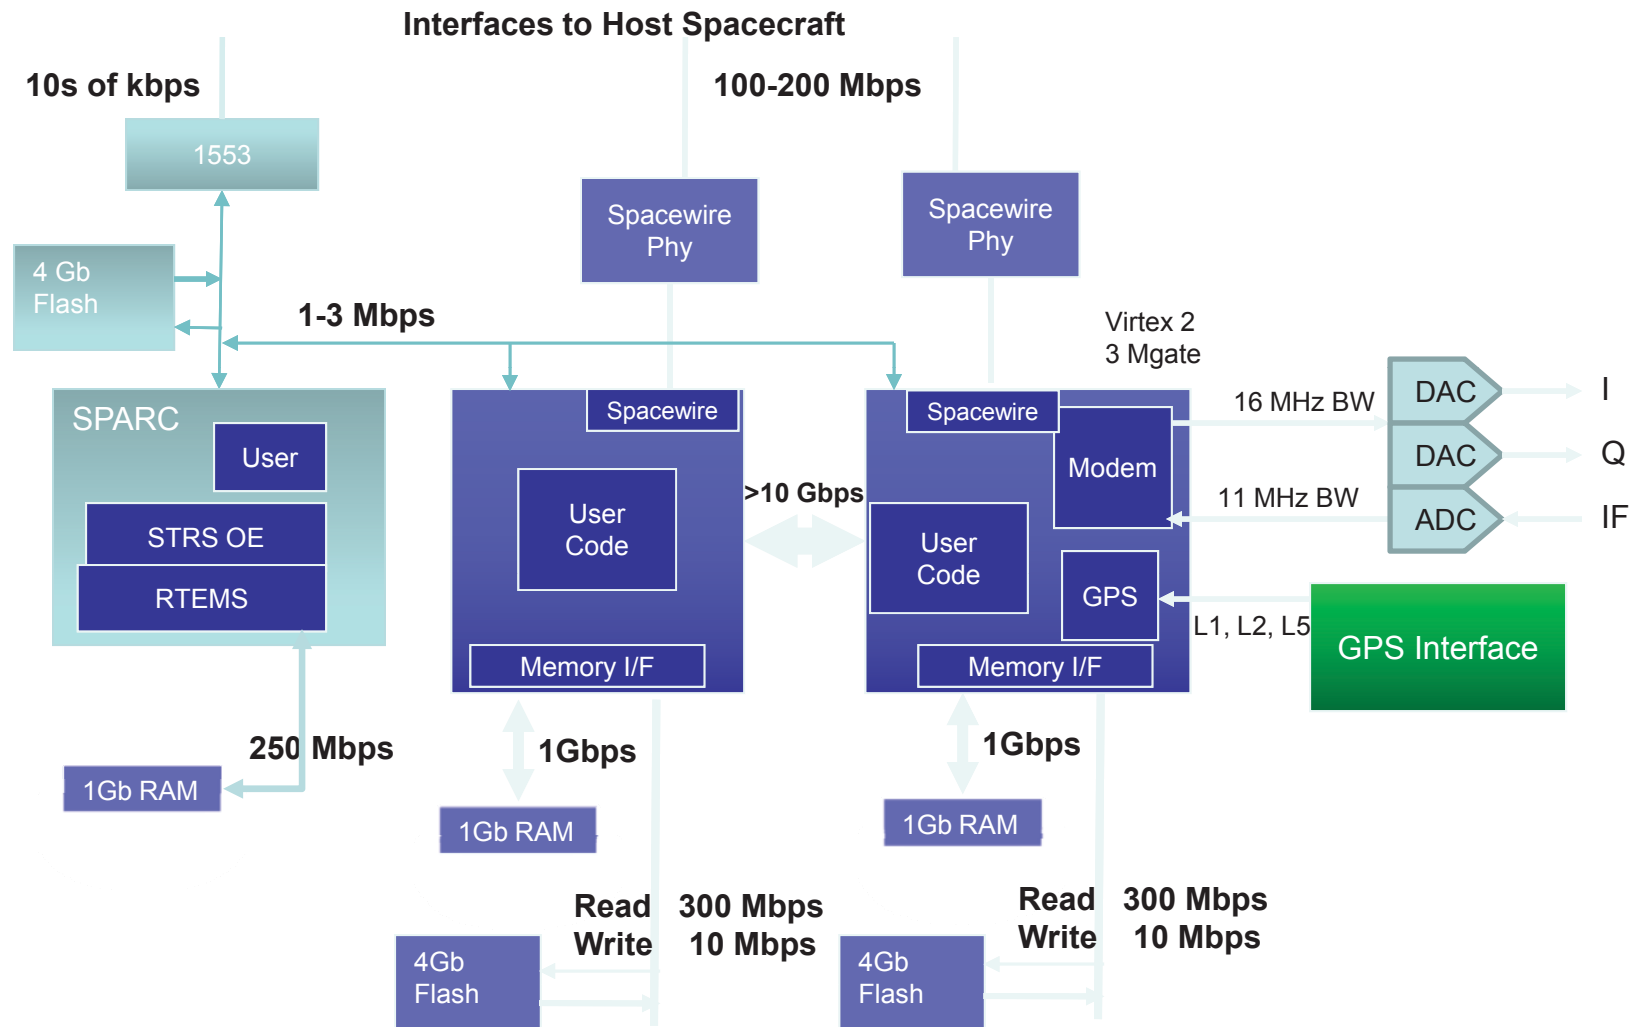 Interfaces to Host Spacecraft
10s of kbps
100-200 Mbps
1553
Spacewire
Phy
Spacewire
Phy
4 Gb
Flash
1-3 Mbps
Virtex 2
3 Mgate
SPARC
User
STRS OE
RTEMS
Spacewire
User
Code
Memory I/F
>10 Gbps
Spacewire
Modem
User
Code
GPS
Memory I/F
16 MHz BW
11 MHz BW
DAC
I
DAC
Q
ADC
IF
L1, L2, L5
GPS Interface
250 Mbps
1Gb RAM
1Gbps
1Gb RAM
1Gbps
1Gb RAM
Read 300 Mbps
Write 10 Mbps
4Gb
Flash
Read 300 Mbps
Write 10 Mbps
4Gb
Flash